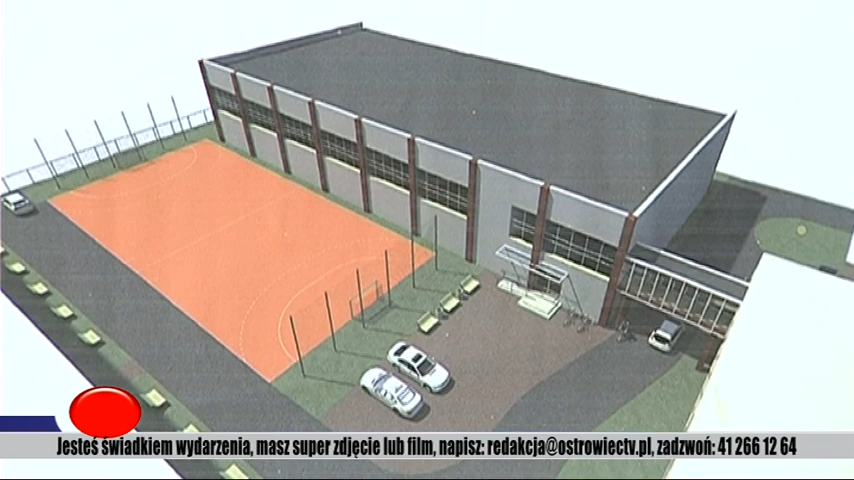 Jesteś świadkiem wydarzenia, masz super zdjęcie lub film, napisz: redakcja@ostrowiectv.pl, zadzwoń: 41 266 12 64